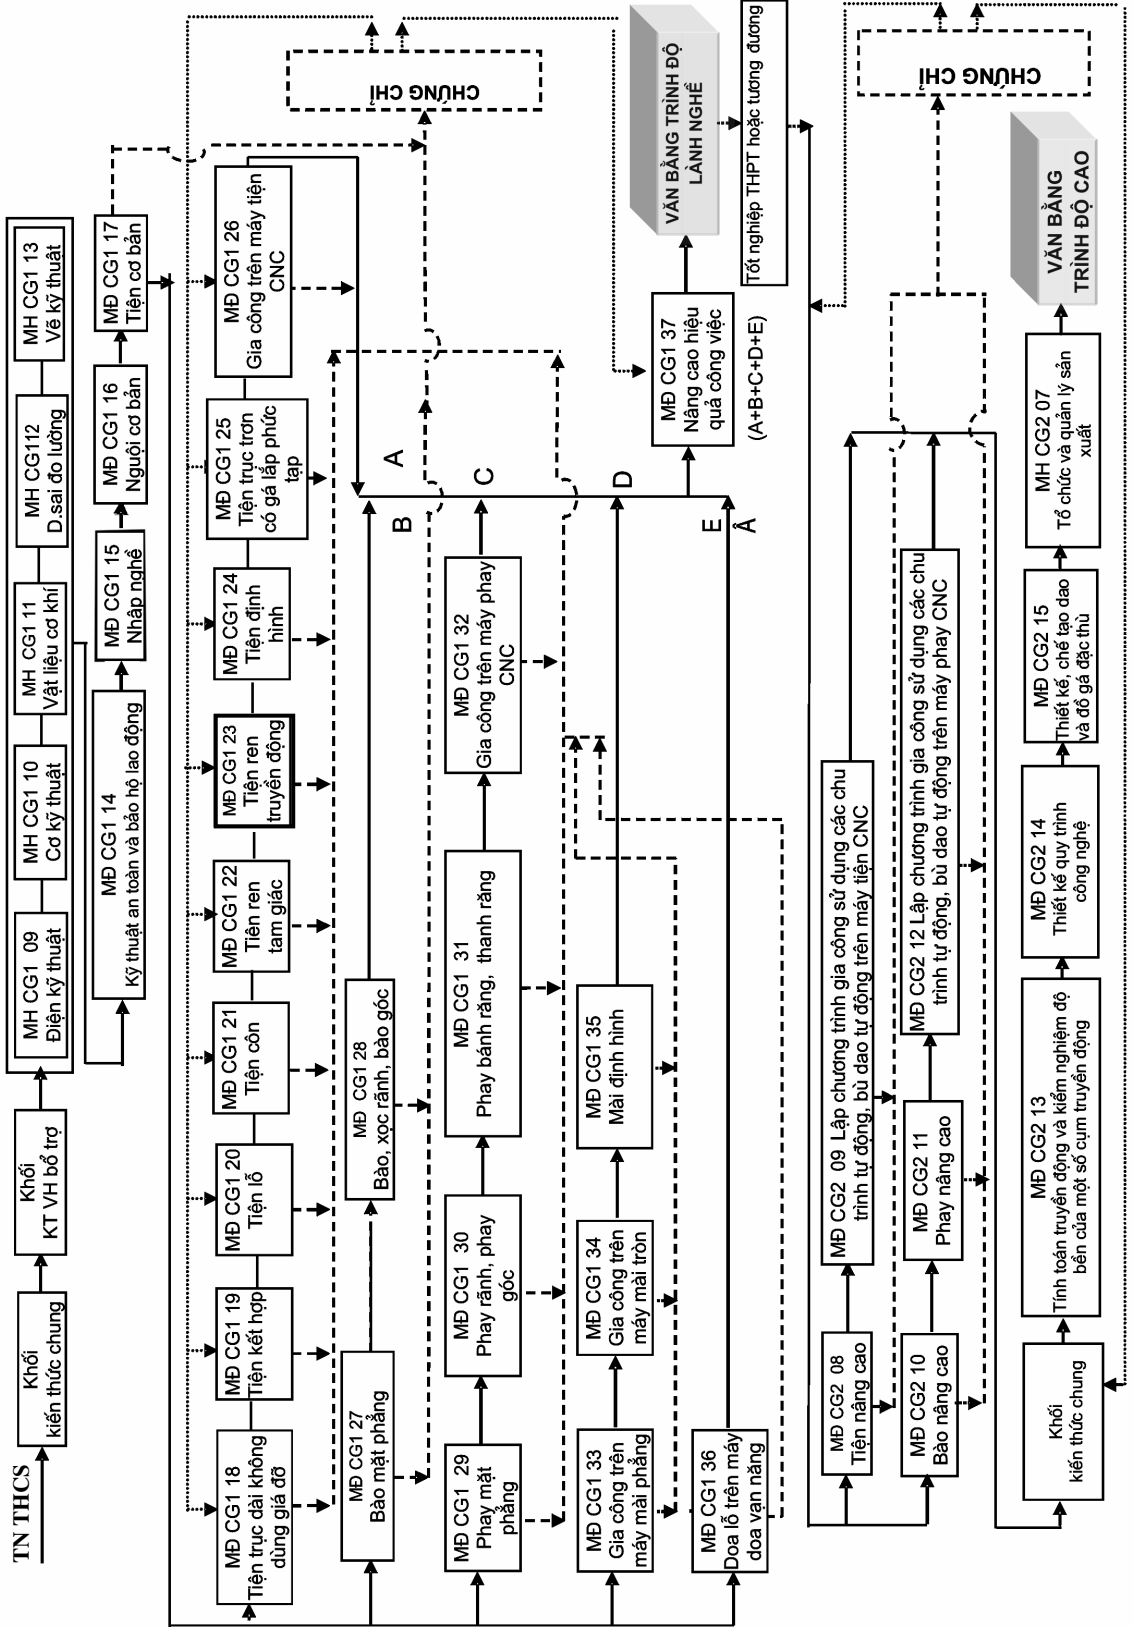 TN THCS
Khối
kiến thức chung
Khối
KT VH bổ trợ
MH CG1 09
Điện kỹ thuật
MH CG1 10
Cơ kỹ thuật
MH CG1 11
Vật liệu cơ khí
MH CG112
D.sai đo lường
MH CG1 13
Vẽ kỹ thuật
MĐ CG1 14
Kỹ thuật an toàn và bảo hộ lao động
MĐ CG1 15
Nhập nghề
MĐ CG1 16
Nguội cơ bản
MĐ CG1 17
Tiện cơ bản
MĐ CG1 18
Tiện trục dài không
dùng giá đỡ
MĐ CG1 19
Tiện kết hợp
MĐ CG1 20
Tiện lỗ
MĐ CG1 21
Tiện côn
MĐ CG1 22
Tiện ren
tam giác
MĐ CG1 23
Tiện ren
truyền động
MĐ CG1 24
Tiện định
hình
MĐ CG1 25
Tiện trục trơn
có gá lắp phức
tạp
MĐ CG1 26
Gia công trên máy tiện
CNC
CHỨNG CHỈ
MĐ CG1 27
Bào mặt phẳng
MĐ CG1 28
Bào, xọc rãnh, bào góc
A
B
MĐ CG1 29
Phay mặt
phẳng
MĐ CG1 30
Phay rãnh, phay
góc
MĐ CG1 31
Phay bánh răng, thanh răng
MĐ CG1 32
Gia công trên máy phay
CNC
C
MĐ CG1 33
Gia công trên
máy mài phẳng
MĐ CG1 34
Gia công trên
máy mài tròn
MĐ CG1 35
Mài định hình
D
MĐ CG1 36
Doa lỗ trên máy
doa vạn năng
E
Â
MĐ CG1 37
Nâng cao hiệu
quả công việc
(A+B+C+D+E)
VĂN BẰNG TRÌNH ĐỘ
LÀNH NGHỀ
Tốt nghiệp THPT hoặc tương đương
MĐ CG2 08
Tiện nâng cao
MĐ CG2 09 Lập chương trình gia công sử dụng các chu
trình tự động, bù dao tự động trên máy tiện CNC
MĐ CG2 10
Bào nâng cao
MĐ CG2 11
Phay nâng cao
MĐ CG2 12 Lập chương trình gia công sử dụng các chu
trình tự động, bù dao tự động trên máy phay CNC
CHỨNG CHỈ
Khối
kiến thức chung
MĐ CG2 13
Tính toán truyền động và kiểm nghiệm độ
bền của một số cụm truyền động
MĐ CG2 14
Thiết kế quy trình
công nghệ
MĐ CG2 15
Thiết kế, chế tạo dao
và đồ gá đặc thù
MH CG2 07
Tổ chức và quản lý sản
xuất
VĂN BẰNG
TRÌNH ĐỘ CAO